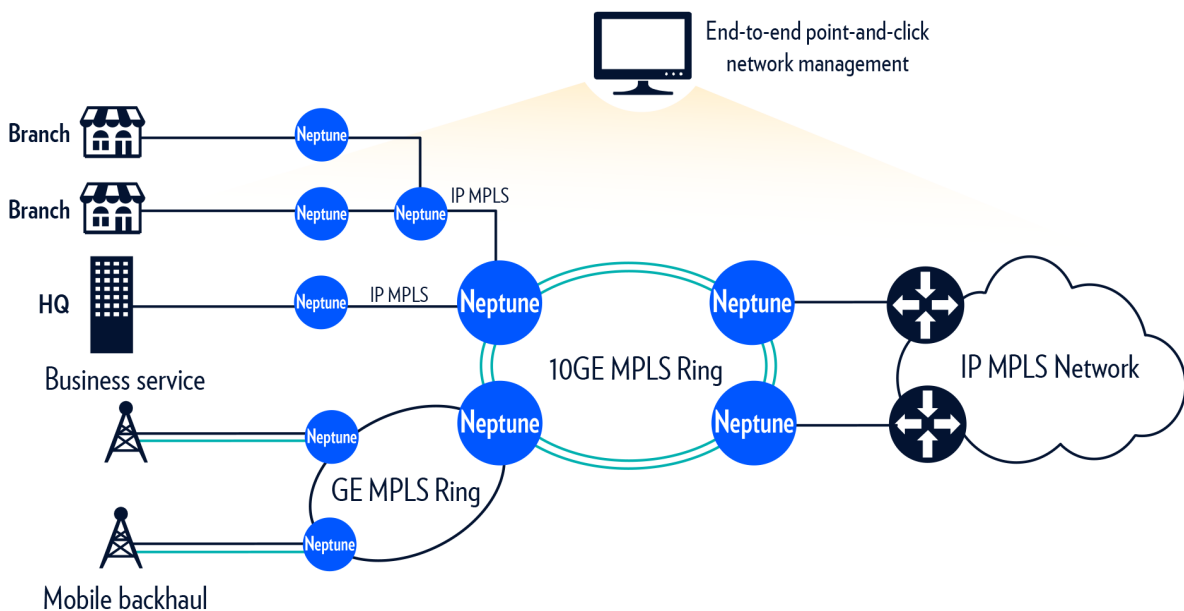 End-to-end point-and-click
network management
Branch
Neptune
Branch
Neptune
Neptune
IP MPLS
HQ
Neptune
IP MPLS
Neptune
Neptune
10GE MPLS Ring
IP MPLS Network
Business service
Neptune
Neptune
Neptune
GE MPLS Ring
Neptune
Mobile backhaul